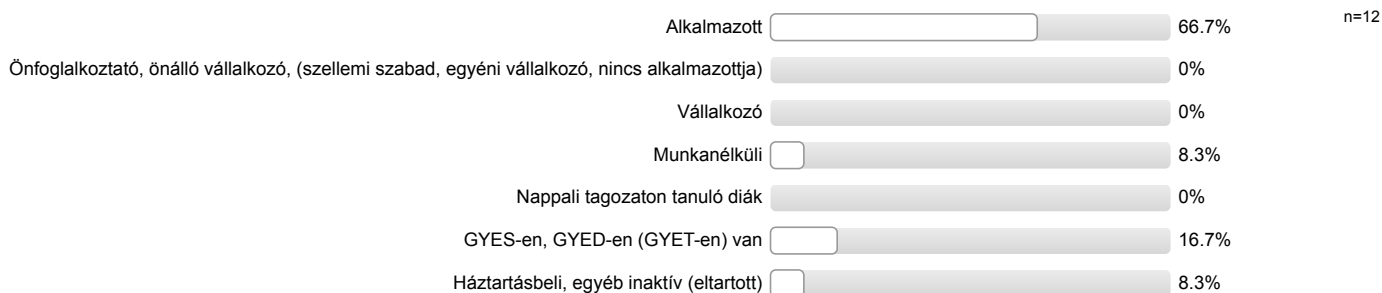 Alkalmazott 66.7% n=12
Önfoglalkoztató, önálló vállalkozó, (szellemi szabad, egyéni vállalkozó, nincs alkalmazottja) 0%
Vállalkozó 0%
Munkanélküli 8.3%
Nappali tagozaton tanuló diák 0%
GYES-en, GYED-en (GYET-en) van 16.7%
Háztartásbeli, egyéb inaktív (eltartott) 8.3%